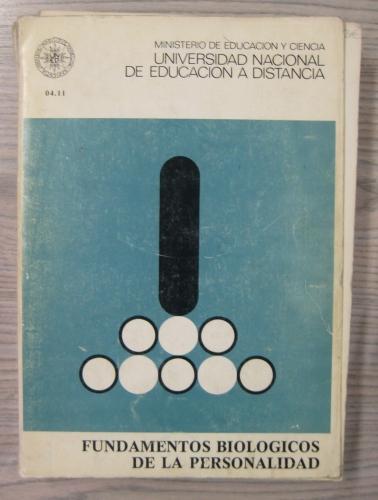 MINISTERIO DE EDUCACION Y CIENCIA
UNIVERSIDAD NACIONAL
DE EDUCACION A DISTANCIA
04.11
FUNDAMENTOS BIOLOGICOS
DE LA PERSONALIDAD